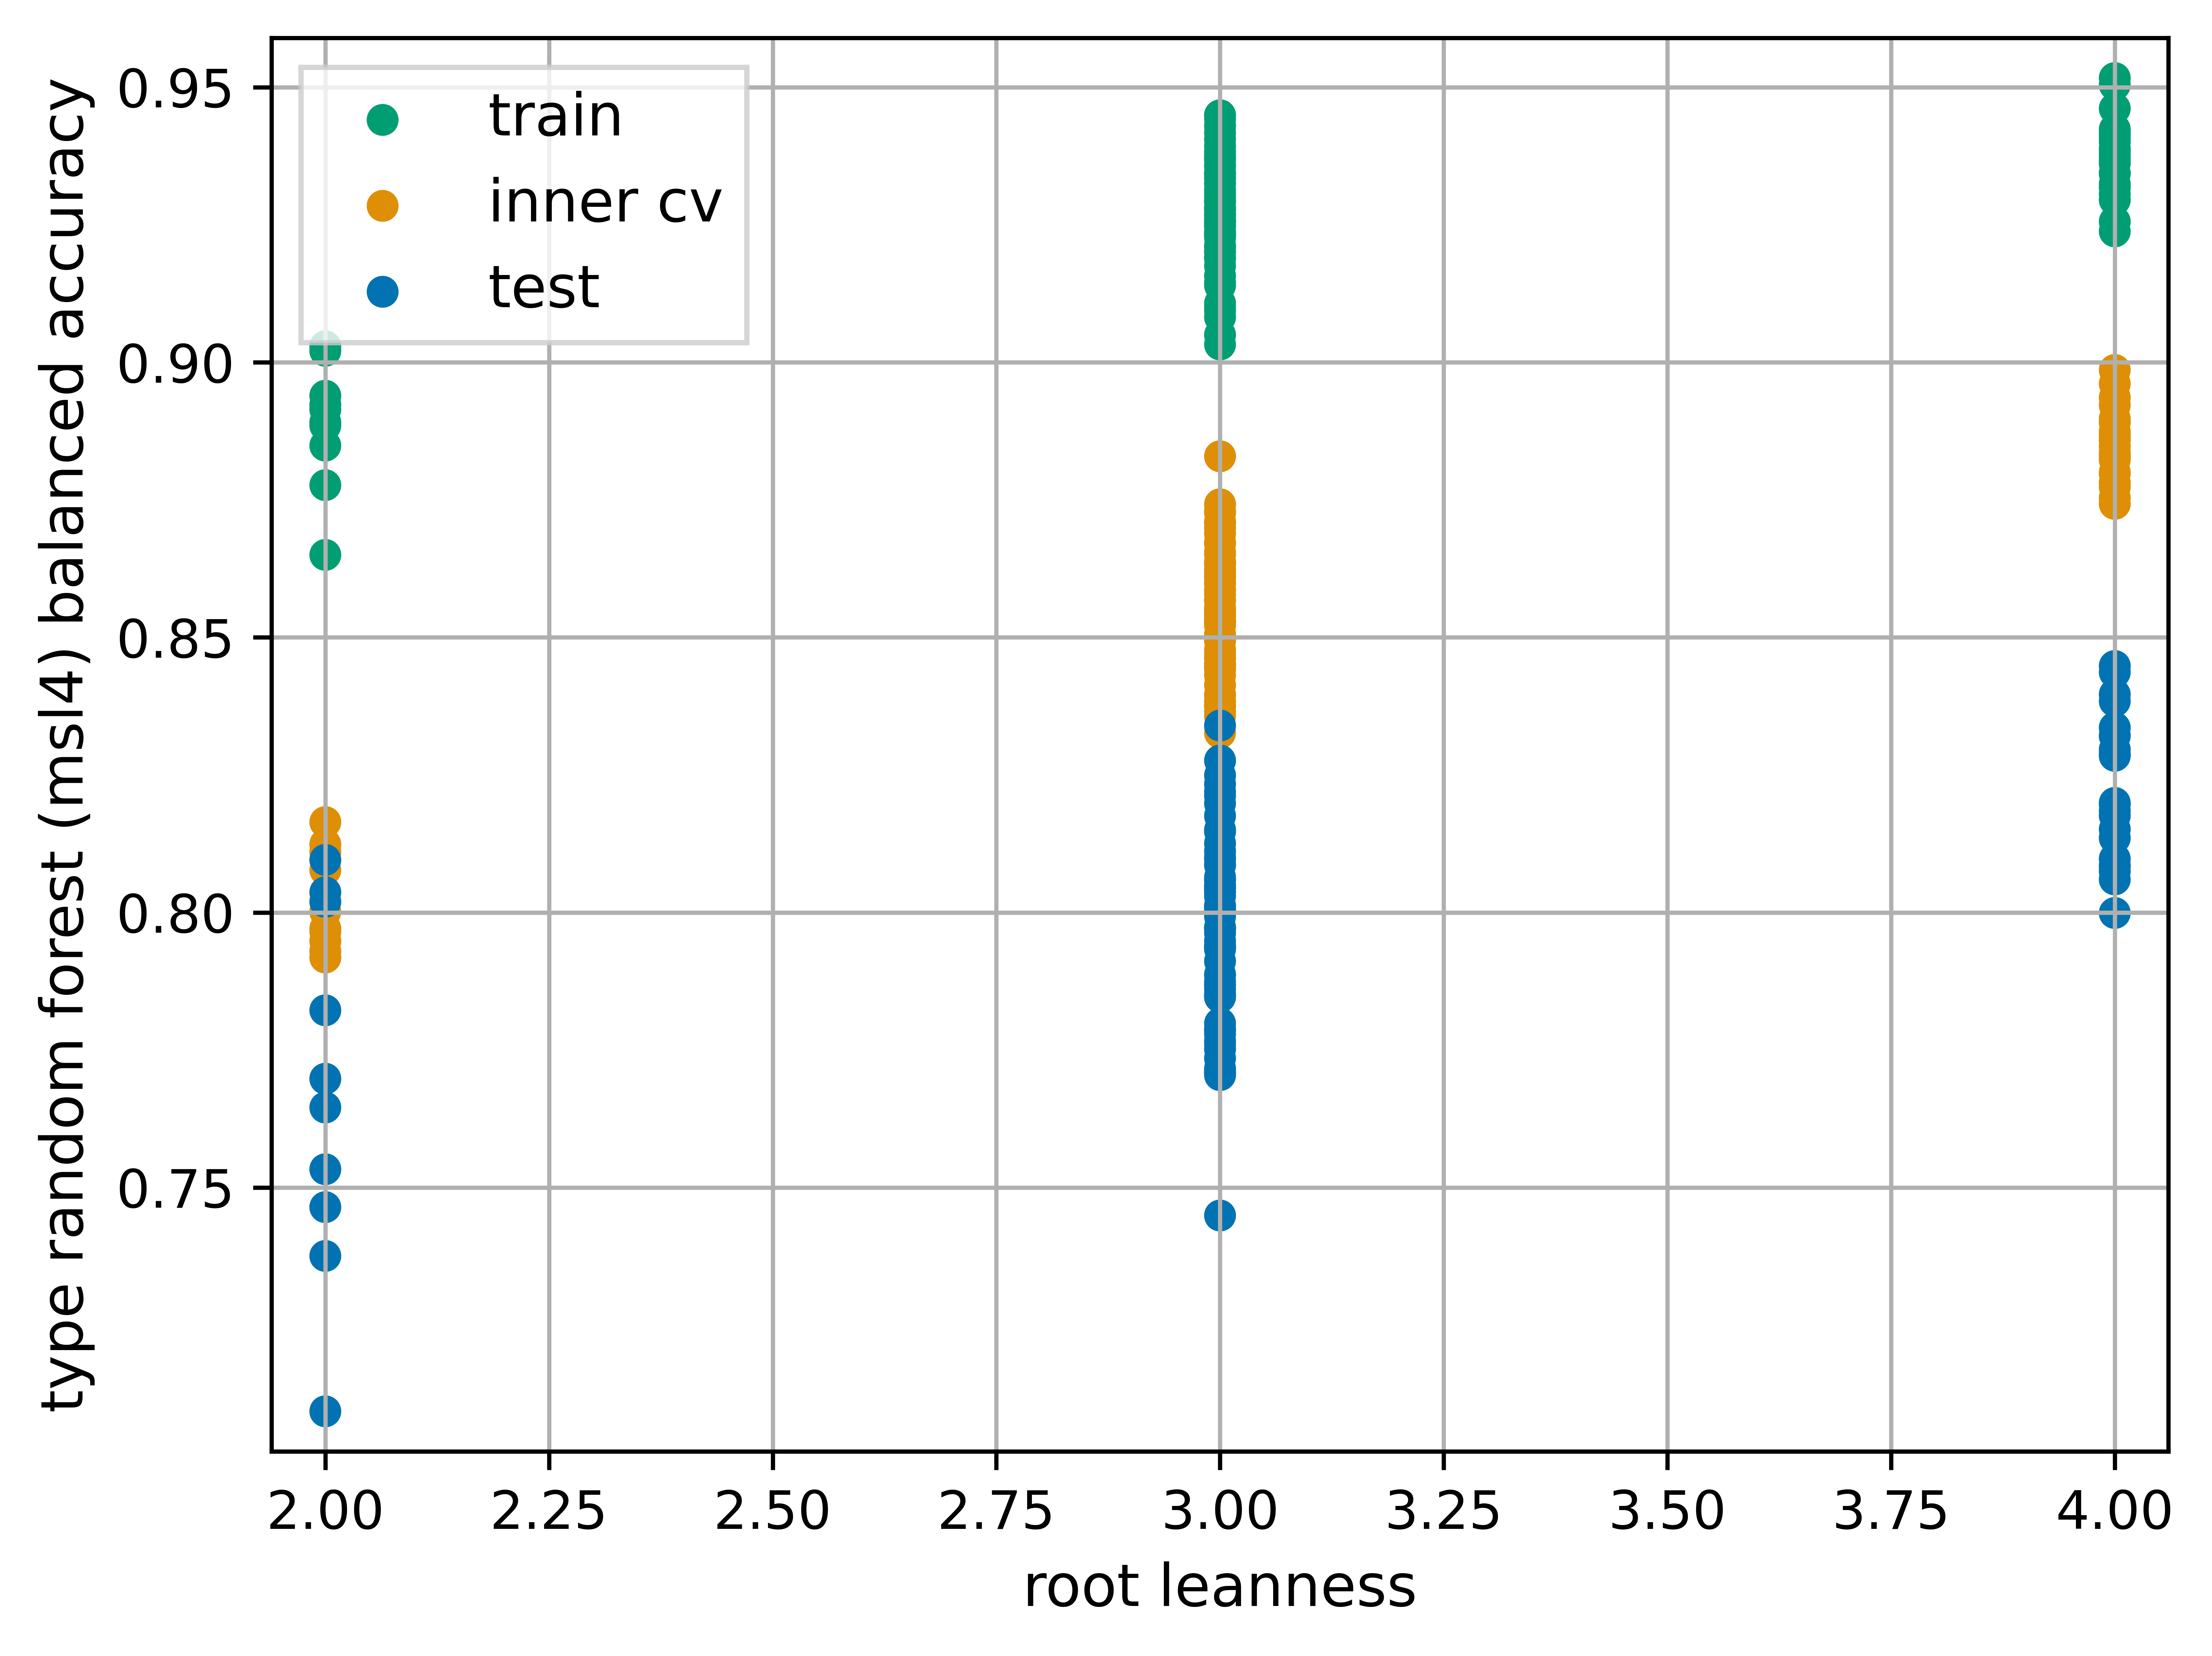 type random forest (msl4) balanced accuracy
0.95
0.90
0.85
0.80
0.75
train
inner cv
test
2.00 2.25 2.50 2.75 3.00 3.25 3.50 3.75 4.00
root leanness